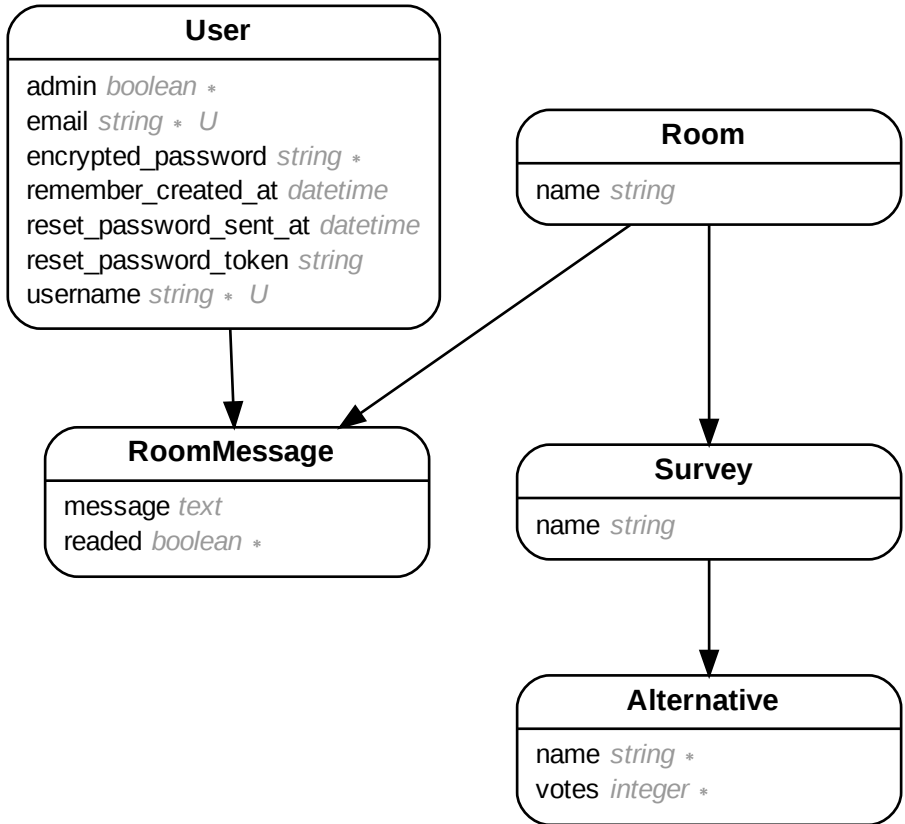 User
admin boolean *
email string * U
encrypted_password string *
remember_created_at datetime
reset_password_sent_at datetime
reset_password_token string
username string * U
Room
name string
RoomMessage
message text
readed boolean *
Survey
name string
Alternative
name string *
votes integer *